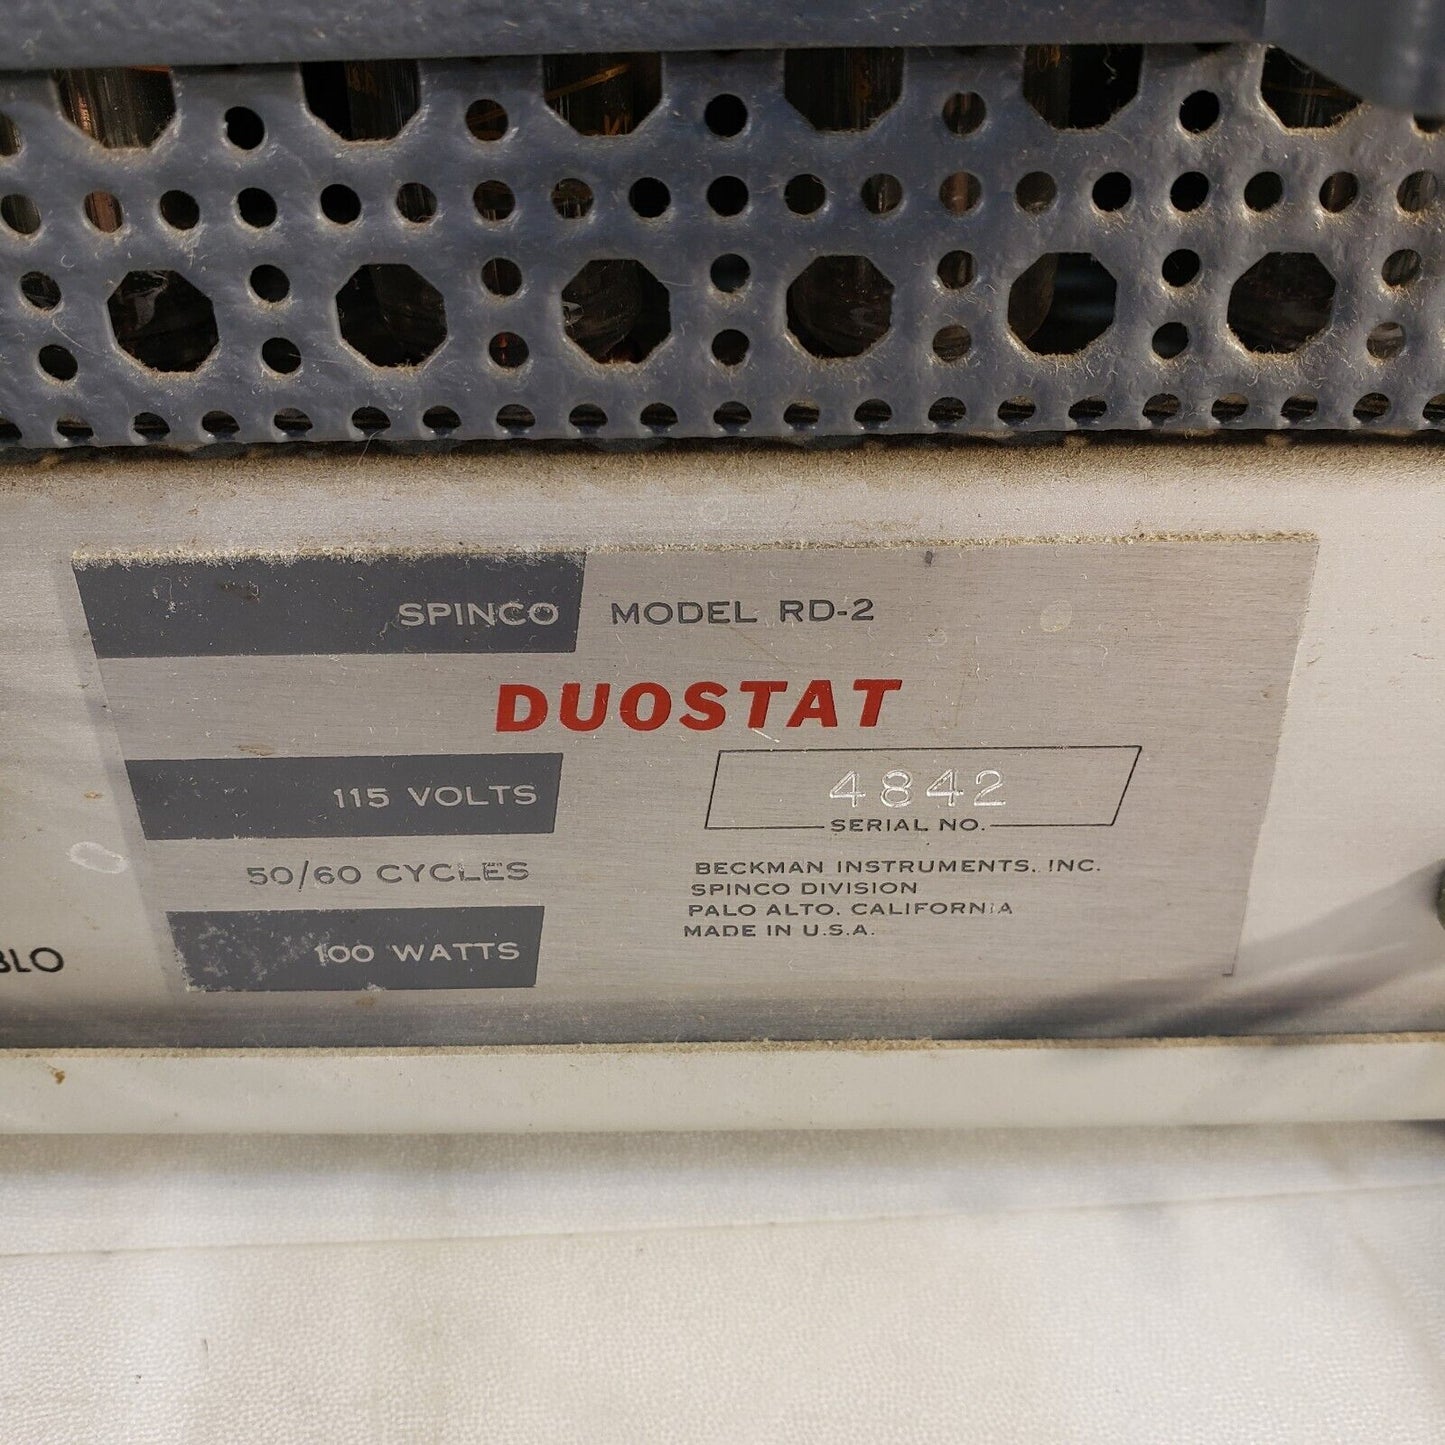 SPINCO MODEL RD-2
DUOSTAT
115 VOLTS
50/60 CYCLES
100 WATTS
4842
SERIAL NO.
BECKMAN INSTRUMENTS, INC.
SPINCO DIVISION
PALO ALTO, CALIFORNIA
MADE IN U.S.A.
BLO